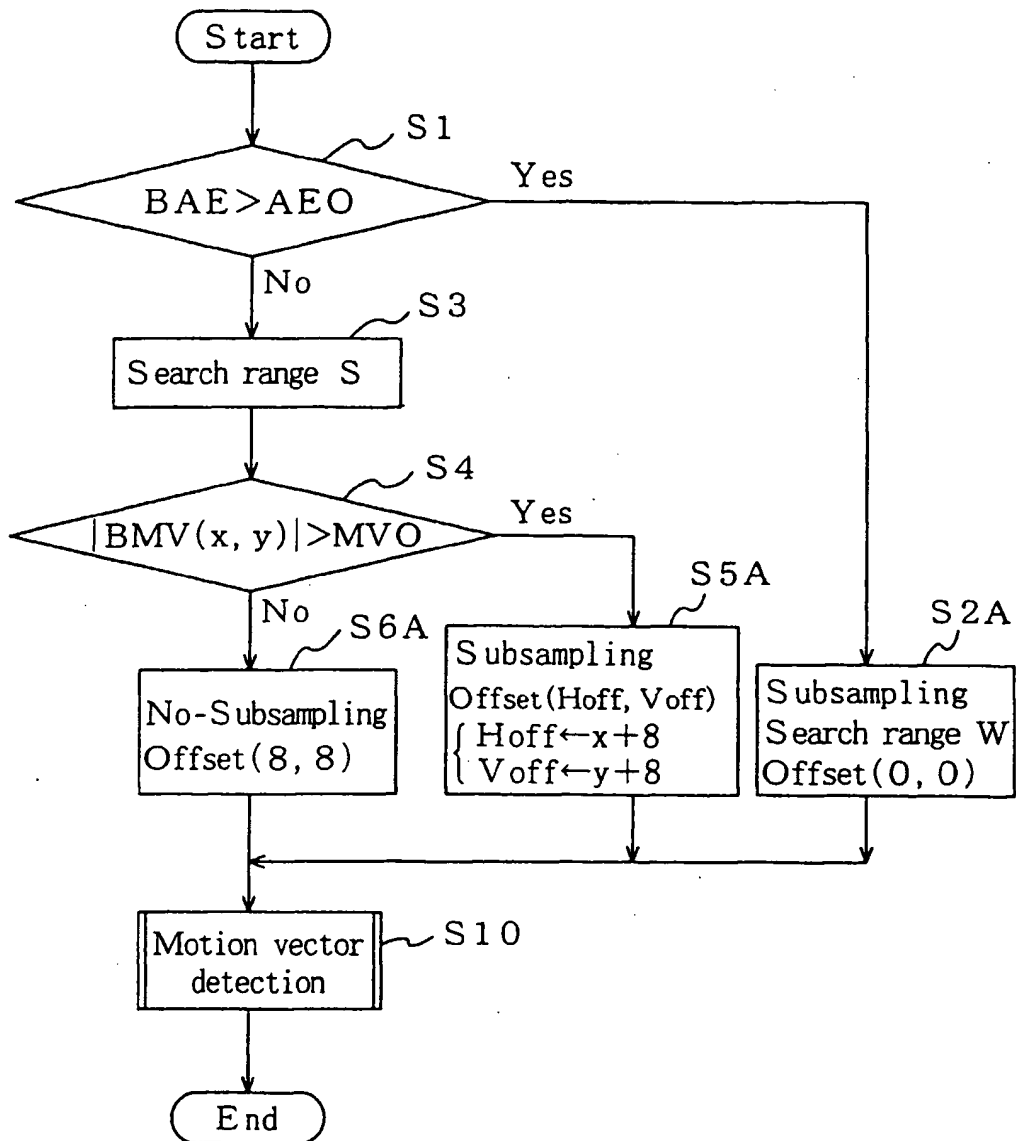 Start
S1
BAE>AEO
Yes
No
S3
Search range S
S4
|BMV(x, y)|>MVO
Yes
No
S6A
No-Subsampling
Offset(8, 8)
S5A
Subsampling
Offset(Hoff, Voff)
Hoff←x+8
Voff←y+8
S2A
Subsampling
Search range W
Offset(0, 0)
Motion vector
detection
S10
End